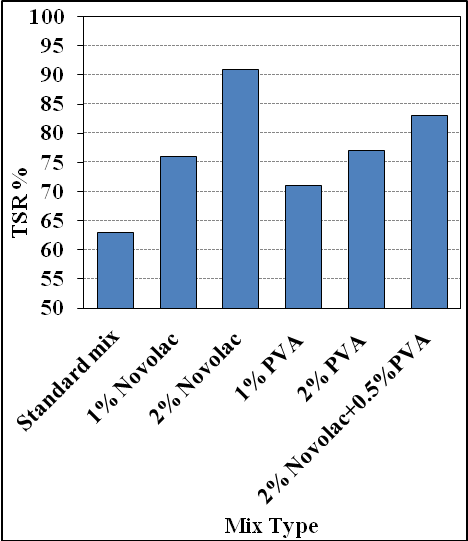 100
95
90
85
80
75
70
65
60
55
50
TSR %
Standard mix
1% Novolac
2% Novolac
1% PVA
2% PVA
2% Novolac+0.5%PVA
Mix Type